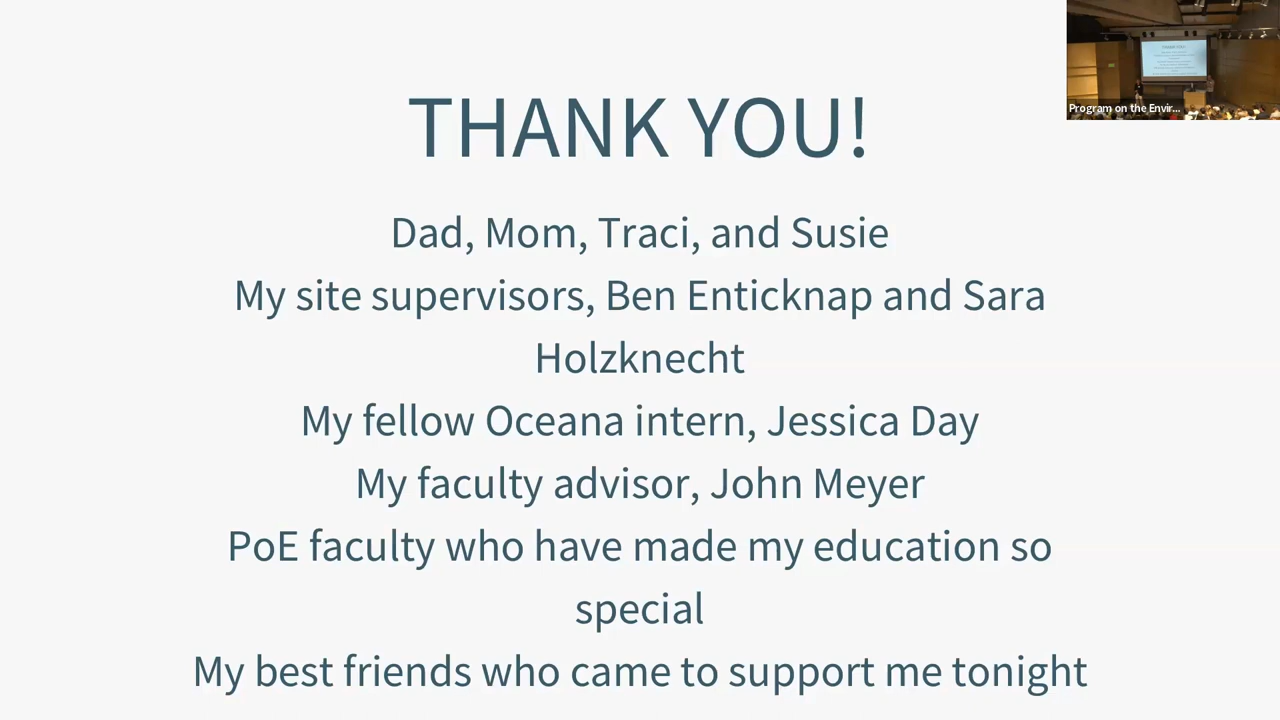 THANK YOU!
Dad, Mom, Traci, and Susie
My site supervisors, Ben Enticknap and Sara
Holzknecht
My fellow Oceana intern, Jessica Day
My faculty advisor, John Meyer
PoE faculty who have made my education so
special
My best friends who came to support me tonight
Program on the Envir...